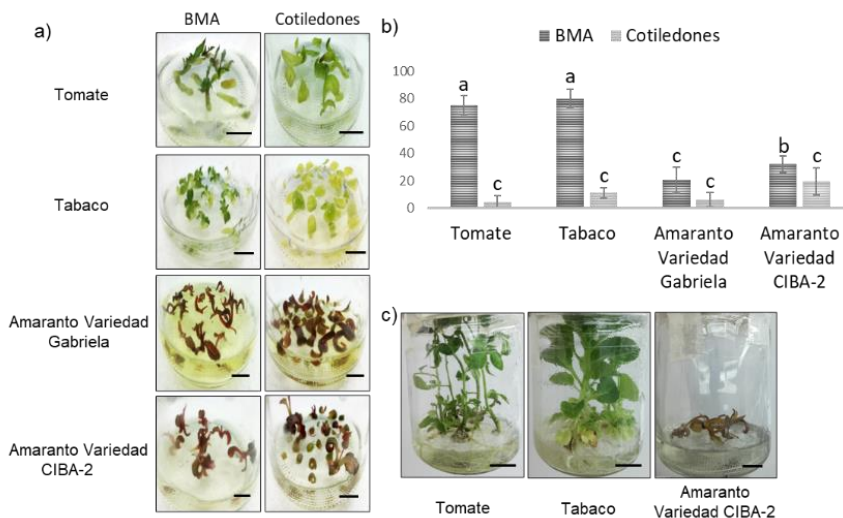 a)
BMA
Cotiledones
Tomate
Tabaco
Amaranto Variedad
Gabriela
Amaranto Variedad
CIBA-2
b)
BMA
Cotiledones
100
80
60
40
20
0
a
c
a
c
c
c
b
c
Tomate
Tabaco
Amaranto
Variedad
Gabriela
Amaranto
Variedad
CIBA-2
c)
Tomate
Tabaco
Amaranto
Variedad CIBA-2